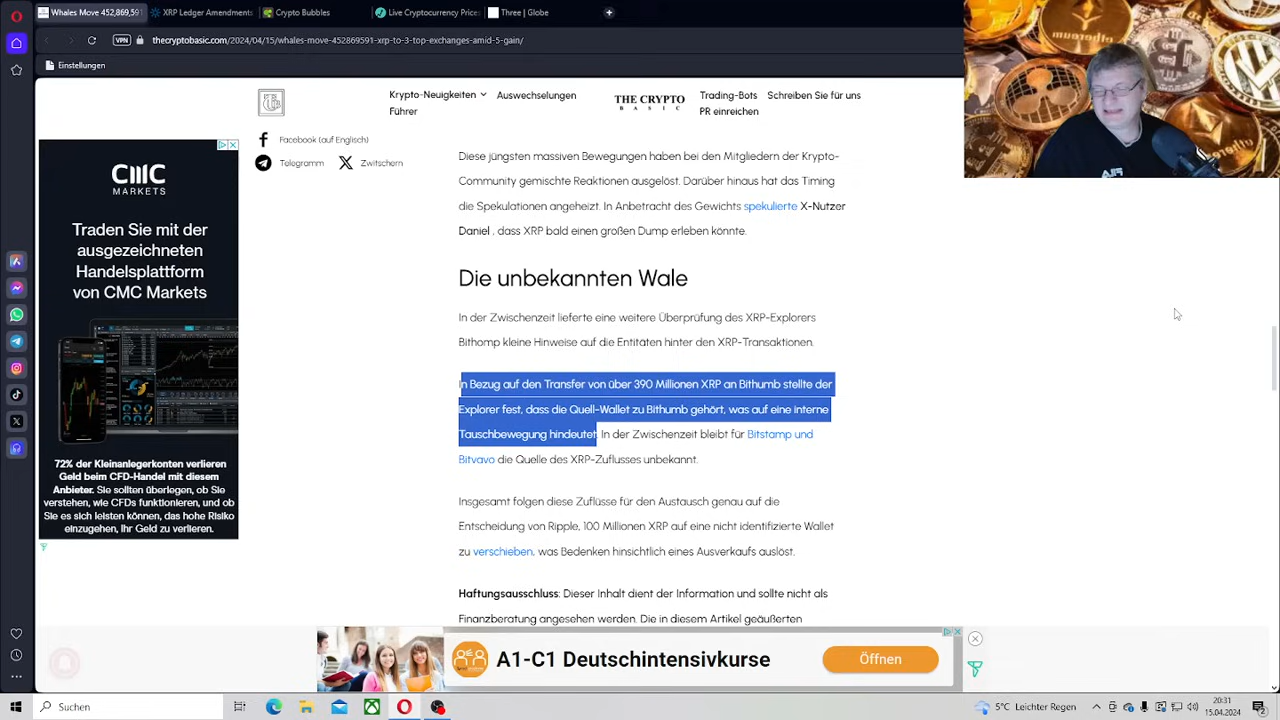 Whales Move 452,869,591
XRP Ledger Amendments
Crypto Bubbles
Live Cryptocurrency Price
Three | Globe
VPN
thecryptobasic.com/2024/04/15/whales-move-452869591-xrp-to-3-top-exchanges-amid-5-gain/
Einstellungen
Krypto-Neuigkeiten
Auswechselungen
THE CRYPTO
BASIC
Trading-Bots
Schreiben Sie für uns
Führer
PR einreichen
Facebook (auf Englisch)
Telegramm
Zwitschern
CMC
MARKETS
Traden Sie mit der
ausgezeichneten
Handelsplattform
von CMC Markets
72% der Kleinanlegerkonten verlieren
Geld beim CFD-Handel mit diesem
Anbieter. Sie sollten überlegen, ob Sie
verstehen, wie CFDs funktionieren, und ob
Sie es sich leisten können, das hohe Risiko
einzugehen, Ihr Geld zu verlieren.
Diese jüngsten massiven Bewegungen haben bei den Mitgliedern der Krypto-
Community gemischte Reaktionen ausgelöst. Darüber hinaus hat das Timing
die Spekulationen angeheizt. In Anbetracht des Gewichts spekulierte X-Nutzer
Daniel , dass XRP bald einen großen Dump erleben könnte.
Die unbekannten Wale
In der Zwischenzeit lieferte eine weitere Überprüfung des XRP-Explorers
Bithomp kleine Hinweise auf die Entitäten hinter den XRP-Transaktionen.
In Bezug auf den Transfer von über 390 Millionen XRP an Bithumb stellte der
Explorer fest, dass die Quell-Wallet zu Bithumb gehört, was auf eine interne
Tauschbewegung hindeutet. In der Zwischenzeit bleibt für Bitstamp und
Bitvavo die Quelle des XRP-Zuflusses unbekannt.
Insgesamt folgen diese Zuflüsse für den Austausch genau auf die
Entscheidung von Ripple, 100 Millionen XRP auf eine nicht identifizierte Wallet
zu verschieben, was Bedenken hinsichtlich eines Ausverkaufs auslöst.
Haftungsausschluss: Dieser Inhalt dient der Information und sollte nicht als
Finanzberatung angesehen werden. Die in diesem Artikel geäußerten
A1-C1 Deutschintensivkurse
Öffnen
Suchen
5°C Leichter Regen
20:31
15.04.2024
2